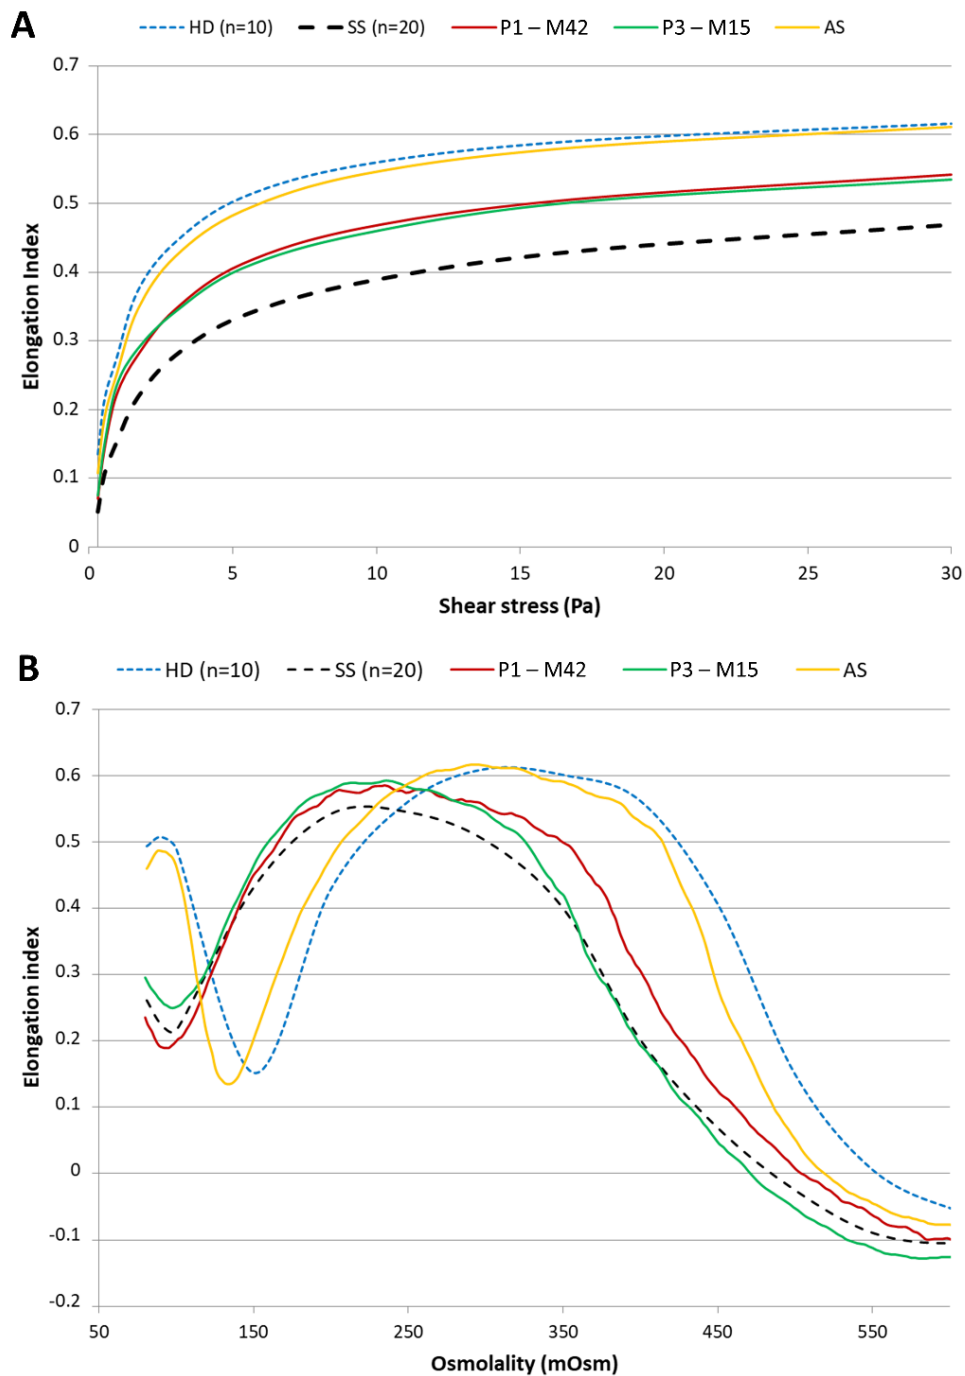 A
HD (n=10) SS (n=20) P1 – M42 P3 – M15 AS
0.7
0.6
0.5
0.4
0.3
0.2
0.1
0
Elongation Index
0 5 10 15 20 25 30
Shear stress (Pa)
B
HD (n=10) SS (n=20) P1 – M42 P3 – M15 AS
0.7
0.6
0.5
0.4
0.3
0.2
0.1
0
-0.1
-0.2
Elongation index
50 150 250 350 450 550
Osmolality (mOsm)